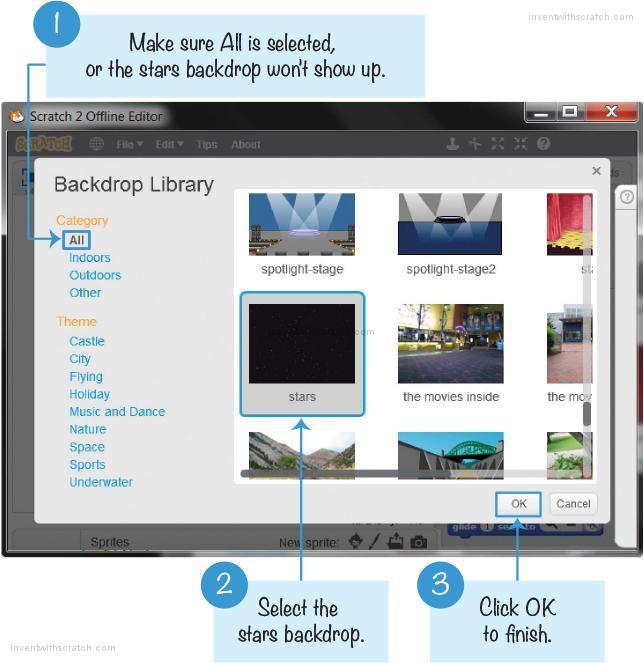 inventwithscratch.com
1
Make sure All is selected,
or the stars backdrop won't show up.
Scratch 2 Offline Editor
SCRATCH
File
Edit
Tips
About
Backdrop Library
Category
All
Indoors
Outdoors
Other
Theme
Castle
City
Flying
Holiday
Music and Dance
Nature
Space
Sports
Underwater
spotlight-stage
spotlight-stage2
stars
the movies inside
the mov
OK
Cancel
Sprites
New sprite:
2
Select the
stars backdrop.
3
Click OK
to finish.
inventwithscratch.com